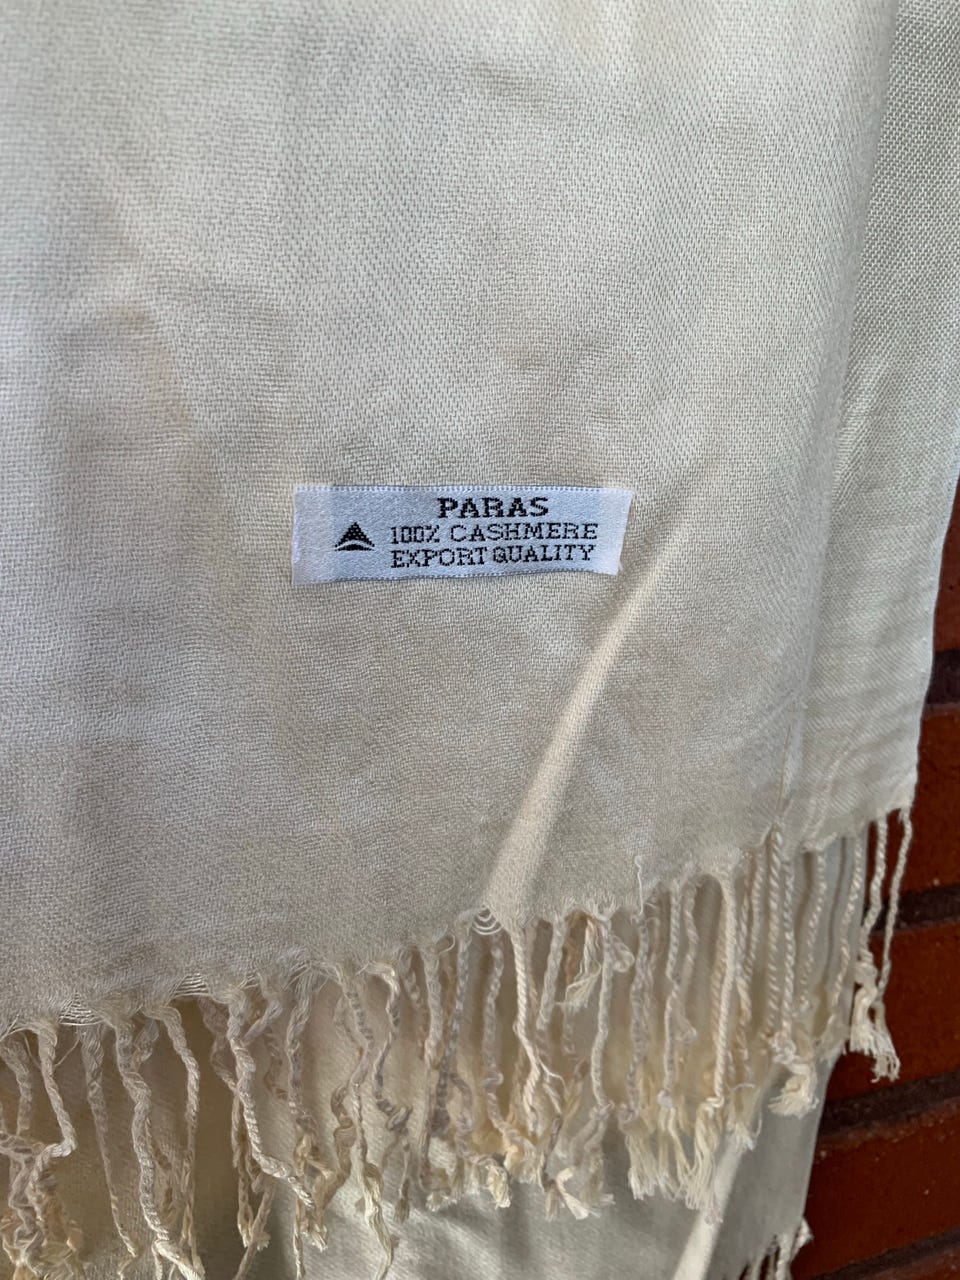 PARAS
100% CASHMERE
EXPORT QUALITY